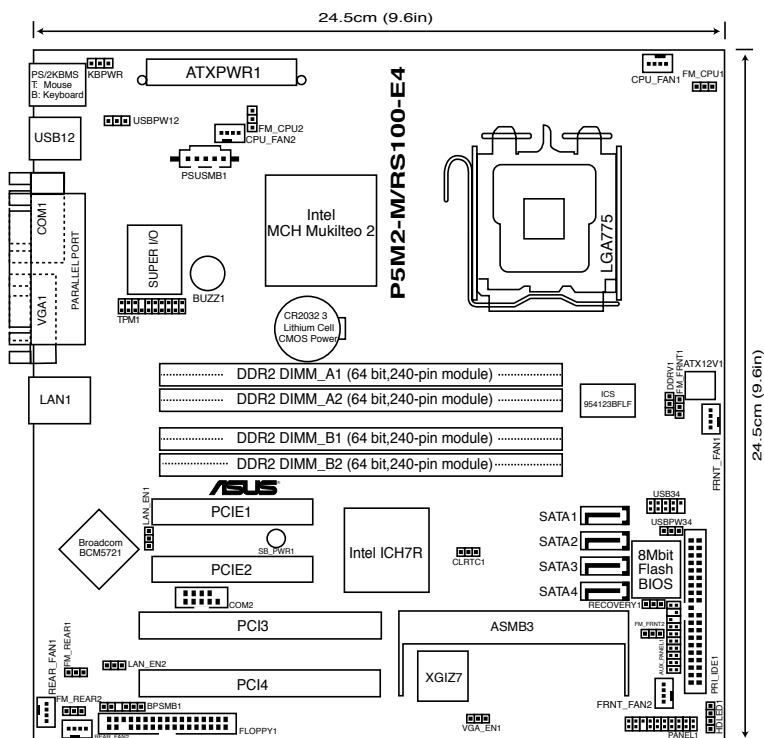 24.5cm (9.6in)
PS/2KBMS
T: Mouse
B: Keyboard
KBPWR
ATXPWR1
CPU_FAN1
FM_CPU1
USB12
USBPW12
FM_CPU2
CPU_FAN2
PSUSMB1
P5M2-M/RS100-E4
COM1
PARALLEL PORT
VGA1
SUPER I/O
Intel
MCH Mukilteo 2
LGA775
BUZZ1
TPM1
CR2032 3
Lithium Cell
CMOS Power
24.5cm (9.6in)
LAN1
DDR2 DIMM_A1 (64 bit,240-pin module)
DDR2 DIMM_A2 (64 bit,240-pin module)
DDR2 DIMM_B1 (64 bit,240-pin module)
DDR2 DIMM_B2 (64 bit,240-pin module)
ICS
954123BFLF
DDRV1
FM_FRNT1
ATX12V1
FRNT_FAN1
ASUS
LAN_EN1
PCIE1
Broadcom
BCM5721
SB_PWR1
PCIE2
Intel ICH7R
CLRTC1
SATA1
SATA2
SATA3
SATA4
USB34
USBPW34
8Mbit
Flash
BIOS
RECOVERY1
COM2
PCI3
ASMB3
FM_FRNT2
AUX_PANEL1
PRI_IDE1
REAR_FAN1
FM_REAR1
LAN_EN2
PCI4
XGIZ7
FRNT_FAN2
FM_REAR2
BPSMB1
REAR_FAN2
FLOPPY1
VGA_EN1
PANEL1
HDLED1